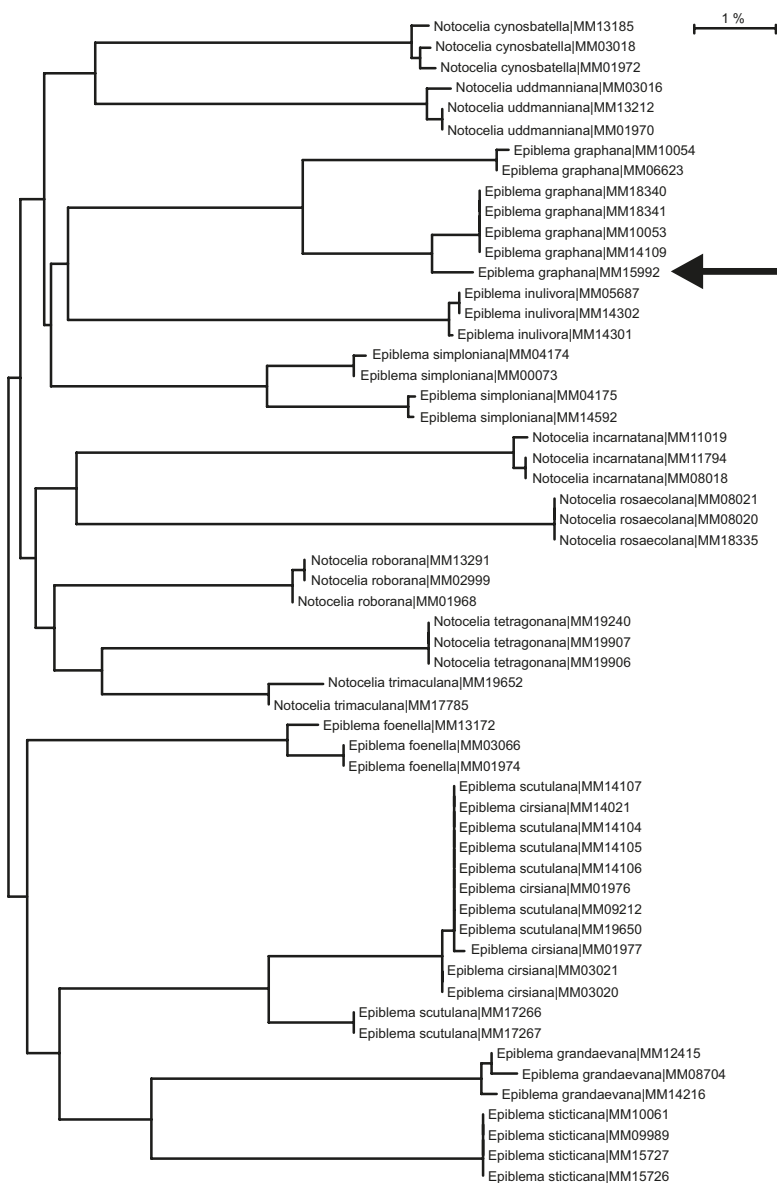 1 %
Notocelia cynosbatella|MM13185
Notocelia cynosbatella|MM03018
Notocelia cynosbatella|MM01972
Notocelia uddmanniana|MM03016
Notocelia uddmanniana|MM13212
Notocelia uddmanniana|MM01970
Epiblema graphana|MM10054
Epiblema graphana|MM06623
Epiblema graphana|MM18340
Epiblema graphana|MM18341
Epiblema graphana|MM10053
Epiblema graphana|MM14109
Epiblema graphana|MM15992
Epiblema inulivora|MM05687
Epiblema inulivora|MM14302
Epiblema inulivora|MM14301
Epiblema simploniana|MM04174
Epiblema simploniana|MM00073
Epiblema simploniana|MM04175
Epiblema simploniana|MM14592
Notocelia incarnatana|MM11019
Notocelia incarnatana|MM11794
Notocelia incarnatana|MM08018
Notocelia rosaecolana|MM08021
Notocelia rosaecolana|MM08020
Notocelia rosaecolana|MM18335
Notocelia roborana|MM13291
Notocelia roborana|MM02999
Notocelia roborana|MM01968
Notocelia tetragonana|MM19240
Notocelia tetragonana|MM19907
Notocelia tetragonana|MM19906
Notocelia trimaculana|MM19652
Notocelia trimaculana|MM17785
Epiblema foenella|MM13172
Epiblema foenella|MM03066
Epiblema foenella|MM01974
Epiblema scutulana|MM14107
Epiblema cirsiana|MM14021
Epiblema scutulana|MM14104
Epiblema scutulana|MM14105
Epiblema scutulana|MM14106
Epiblema cirsiana|MM01976
Epiblema scutulana|MM09212
Epiblema scutulana|MM19650
Epiblema cirsiana|MM01977
Epiblema cirsiana|MM03021
Epiblema cirsiana|MM03020
Epiblema scutulana|MM17266
Epiblema scutulana|MM17267
Epiblema grandaevana|MM12415
Epiblema grandaevana|MM08704
Epiblema grandaevana|MM14216
Epiblema sticticana|MM10061
Epiblema sticticana|MM09989
Epiblema sticticana|MM15727
Epiblema sticticana|MM15726